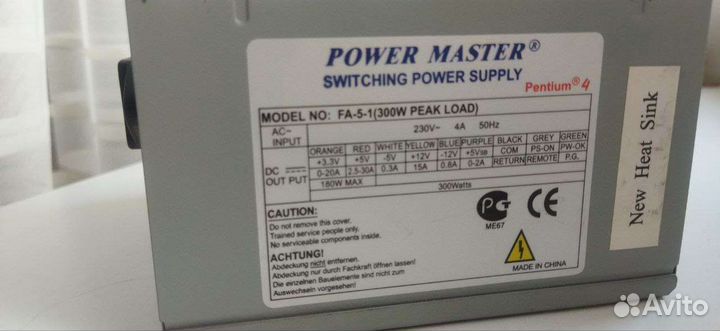 POWER MASTER®
SWITCHING POWER SUPPLY
Pentium® 4
MODEL NO: FA-5-1(300W PEAK LOAD)
AC~ INPUT 230V~ 4A 50Hz
ORANGE RED WHITE YELLOW BLUE PURPLE BLACK GREY GREEN
DC OUT PUT +3.3V +5V -5V +12V -12V +5VSB COM PS-ON PW-OK
0-20A 2.5-30A 0.3A 15A 0.8A 0-2A RETURN REMOTE P.G.
180W MAX 300Watts
CAUTION:
Do not remove this cover.
Trained service people only.
No serviceable components inside.
ACHTUNG:
Abdeckung nicht entfernen.
Abdeckung nur durch Fachkraft öffnen lassen!
Die einzelnen Bauelemente sind nicht
Auswechseln vorgesehen!
РСТ
ME67
CE
MADE IN CHINA
New Heat Sink
Avito